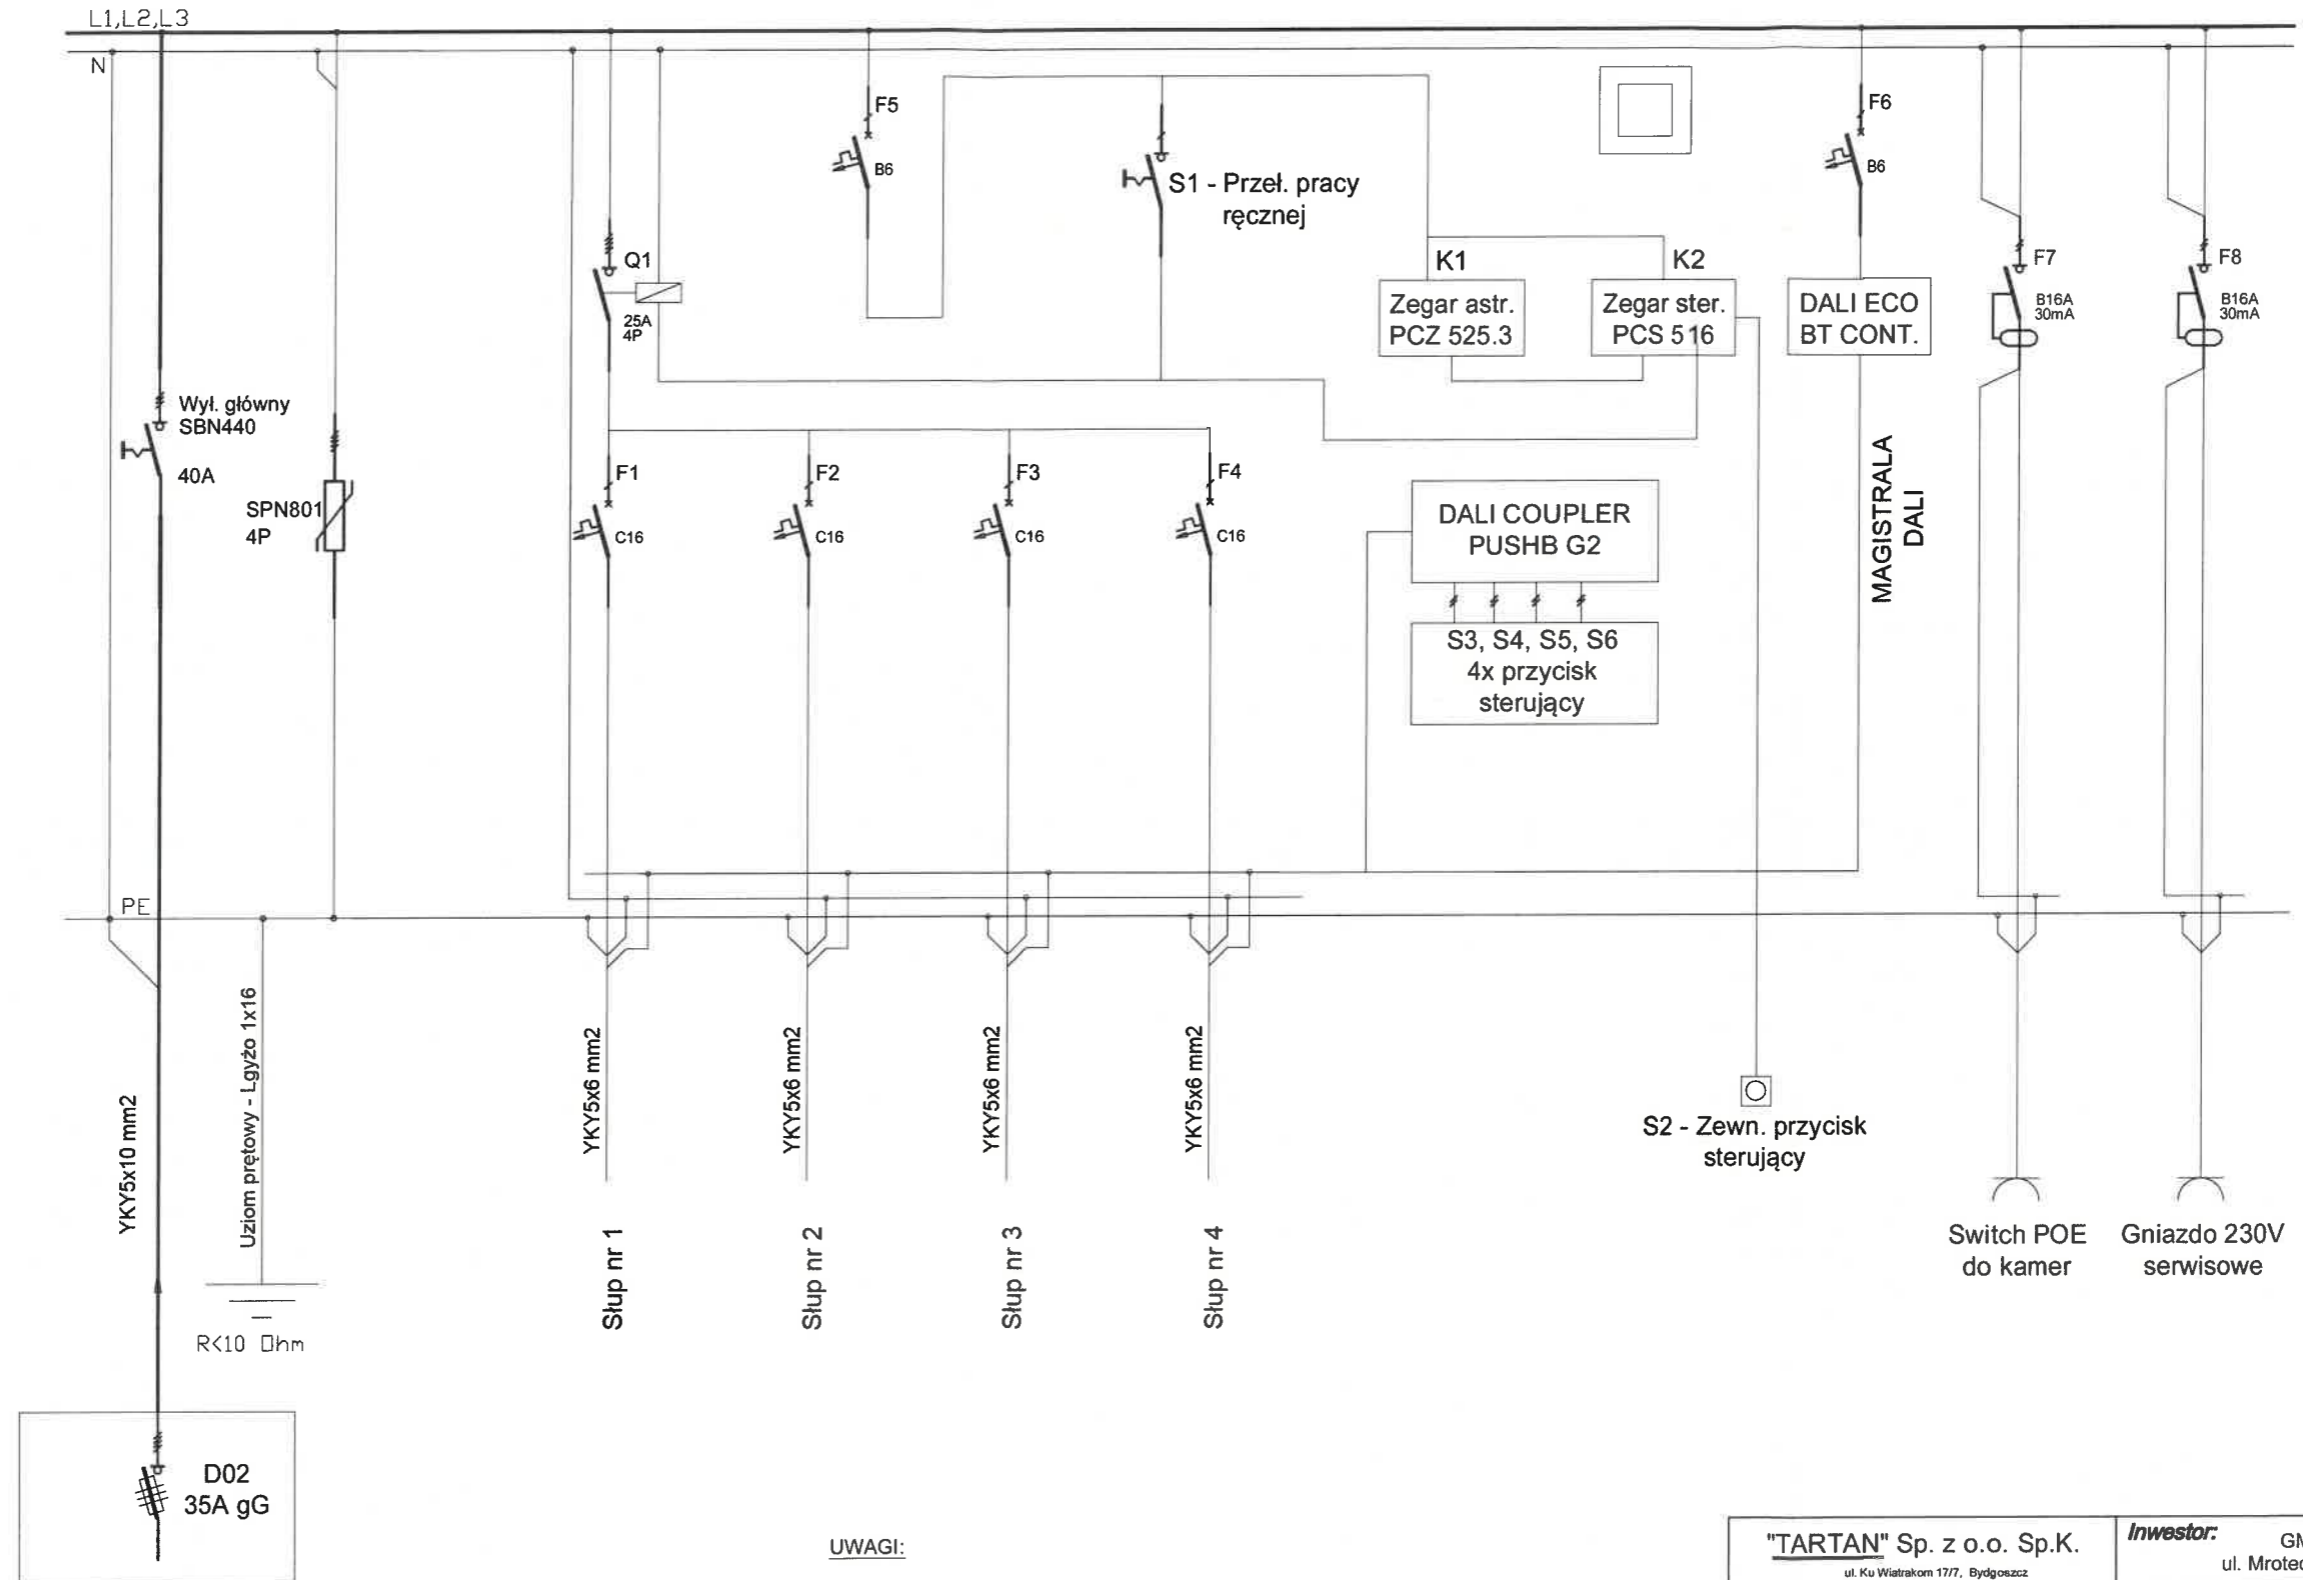 L1,L2,L3
N
F5
B6
S1 - Przeł. pracy
ręcznej
F6
B6
Q1
25A
4P
K1
Zegar astr.
PCZ 525.3
K2
Zegar ster.
PCS 516
DALI ECO
BT CONT.
F7
B16A
30mA
F8
B16A
30mA
Wył. główny
SBN440
40A
SPN801
4P
F1
C16
F2
C16
F3
C16
F4
C16
DALI COUPLER
PUSHB G2
S3, S4, S5, S6
4x przycisk
sterujący
MAGISTRALA
DALI
PE
YKY5x10 mm2
Uziom prętowy - Lgyżo 1x16
R<10 Ohm
YKY5x6 mm2
YKY5x6 mm2
YKY5x6 mm2
YKY5x6 mm2
Słup nr 1
Słup nr 2
Słup nr 3
Słup nr 4
S2 - Zewn. przycisk
sterujący
Switch POE
do kamer
Gniazdo 230V
serwisowe
D02
35A gG
UWAGI:
"TARTAN" Sp. z o.o. Sp.K.
ul. Ku Wiatrakom 17/7, Bydgoszcz
Inwestor:
ul.